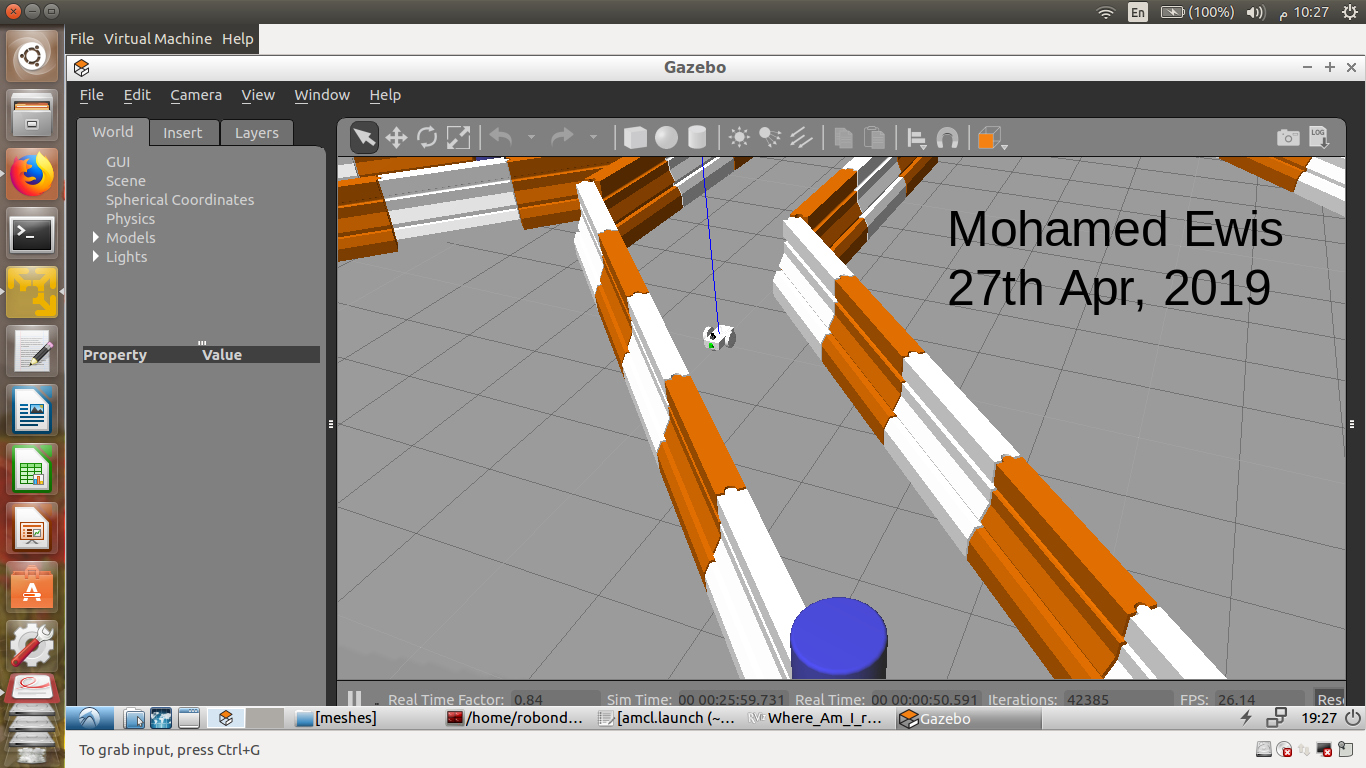 En
(100%)
10:27 م
File Virtual Machine Help
Gazebo
File Edit Camera View Window Help
World Insert Layers
LOG
GUI
Scene
Spherical Coordinates
Physics
Models
Lights
Property Value
Mohamed Ewis
27th Apr, 2019
Real Time Factor: 0.84 Sim Time: 00 00:25:59.731 Real Time: 00 00:00:50.591 Iterations: 42385 FPS: 26.14
[meshes] /home/robond... [amcl.launch (~... Where_Am_I_r... Gazebo 19:27
To grab input, press Ctrl+G